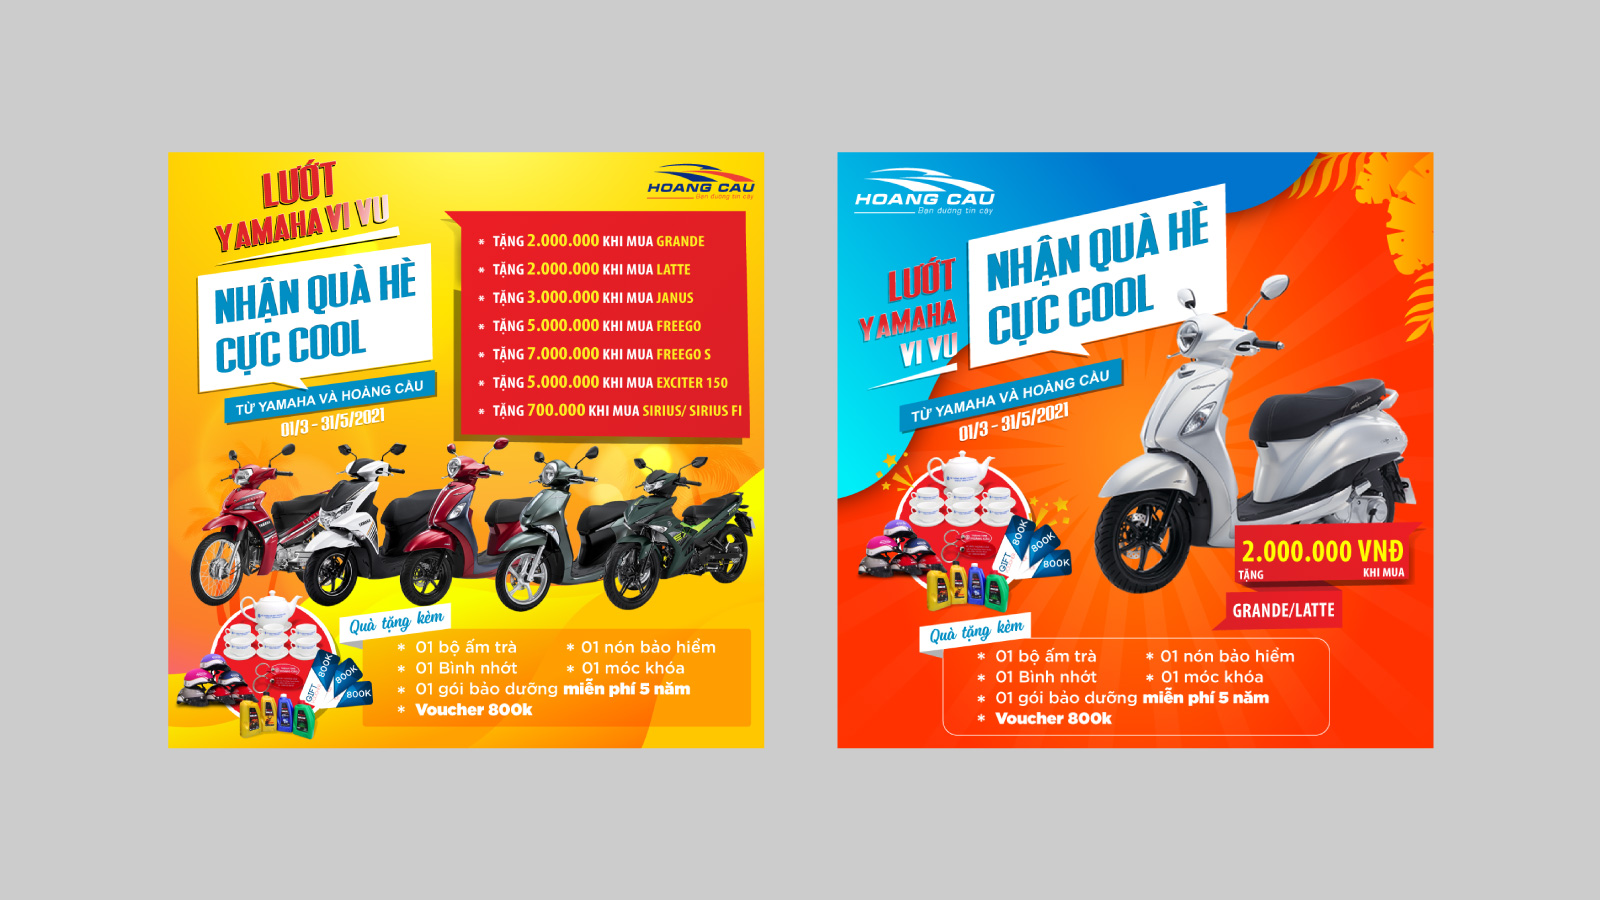 LƯỚT
YAMAHA VI VU
HOANG CAU
Bạn đường tin cậy
NHẬN QUÀ HÈ
CỰC COOL
TỪ YAMAHA VÀ HOÀNG CẦU
01/3 - 31/5/2021
* TẶNG 2.000.000 KHI MUA GRANDE
* TẶNG 2.000.000 KHI MUA LATTE
* TẶNG 3.000.000 KHI MUA JANUS
* TẶNG 5.000.000 KHI MUA FREEGO
* TẶNG 7.000.000 KHI MUA FREEGO S
* TẶNG 5.000.000 KHI MUA EXCITER 150
* TẶNG 700.000 KHI MUA SIRIUS/ SIRIUS FI
Quà tặng kèm
* 01 bộ ấm trà
* 01 nón bảo hiểm
* 01 Bình nhớt
* 01 móc khóa
* 01 gói bảo dưỡng miễn phí 5 năm
* Voucher 800k
GIFT 800K
800K
800K
HOANG CAU
Bạn đường tin cậy
LƯỚT
YAMAHA
VI VU
NHẬN QUÀ HÈ
CỰC COOL
TỪ YAMAHA VÀ HOÀNG CẦU
01/3 - 31/5/2021
GIFT 800K
800K
800K
2.000.000 VNĐ
TẶNG
KHI MUA
GRANDE/LATTE
Quà tặng kèm
* 01 bộ ấm trà
* 01 nón bảo hiểm
* 01 Bình nhớt
* 01 móc khóa
* 01 gói bảo dưỡng miễn phí 5 năm
* Voucher 800k